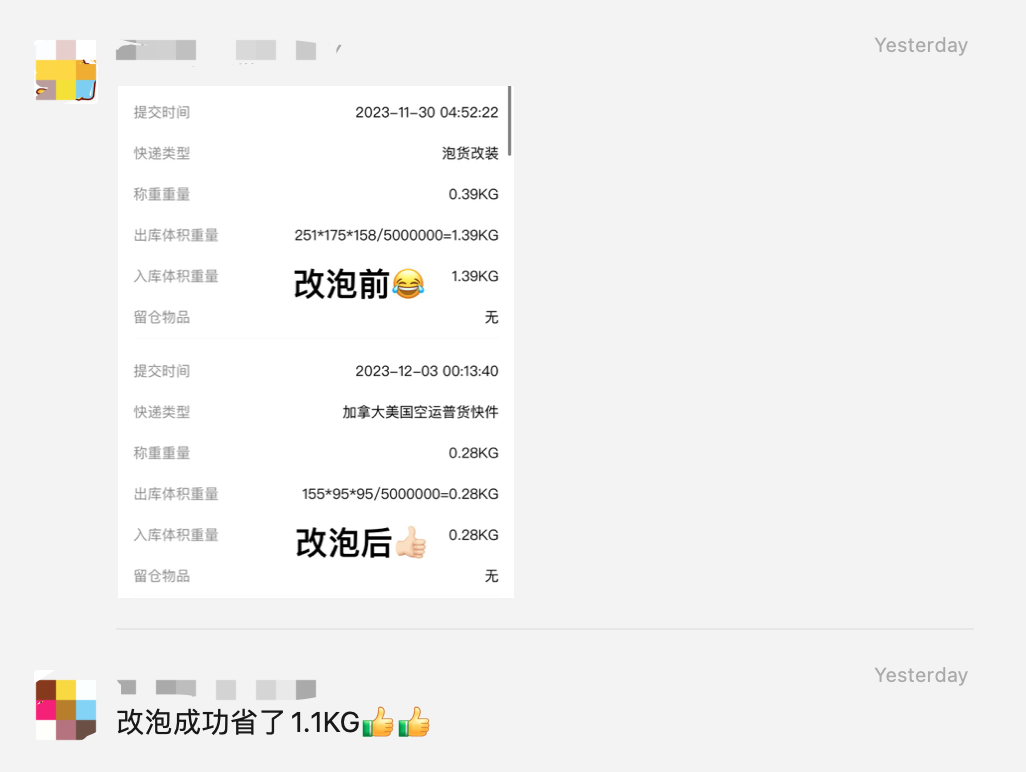 Yesterday
提交时间 2023-11-30 04:52:22
快递类型 泡货改装
称重重量 0.39KG
出库体积重量 251*175*158/5000000=1.39KG
入库体积重量 1.39KG
改泡前😂
留仓物品 无
提交时间 2023-12-03 00:13:40
快递类型 加拿大美国空运普货快件
称重重量 0.28KG
出库体积重量 155*95*95/5000000=0.28KG
入库体积重量 0.28KG
改泡后👍🏻
留仓物品 无
Yesterday
改泡成功省了1.1KG👍👍